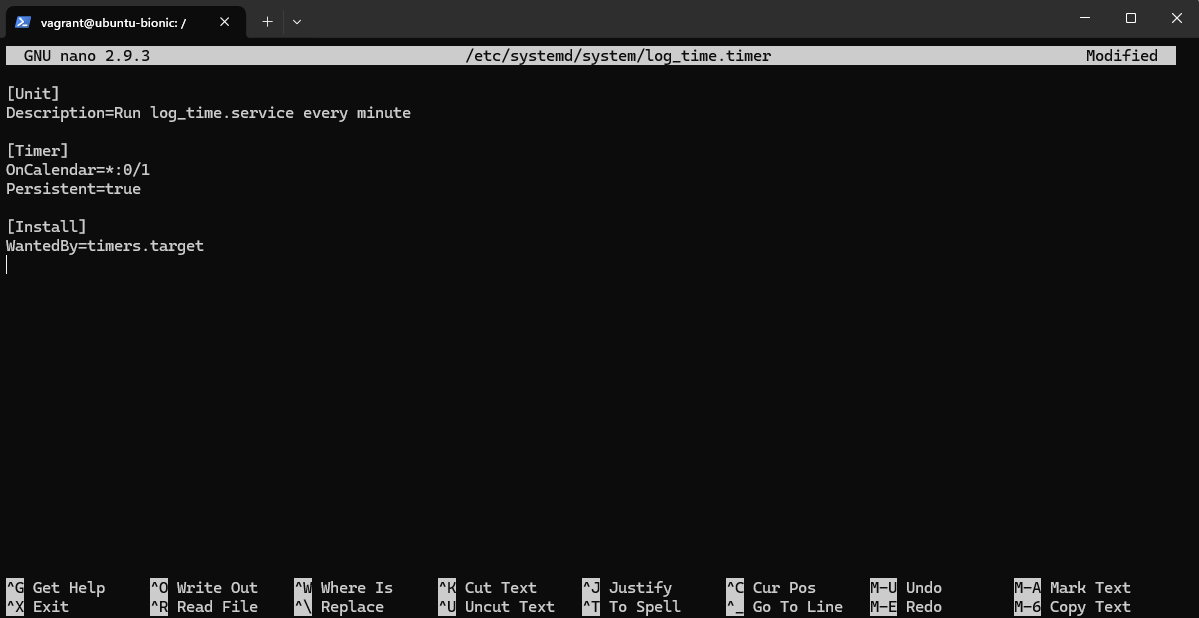 vagrant@ubuntu-bionic: /
GNU nano 2.9.3 /etc/systemd/system/log_time.timer Modified
[Unit]
Description=Run log_time.service every minute
[Timer]
OnCalendar=*:0/1
Persistent=true
[Install]
WantedBy=timers.target
^G Get Help ^O Write Out ^W Where Is ^K Cut Text ^J Justify ^C Cur Pos M-U Undo M-A Mark Text
^X Exit ^R Read File ^\ Replace ^U Uncut Text ^T To Spell ^_ Go To Line M-E Redo M-6 Copy Text